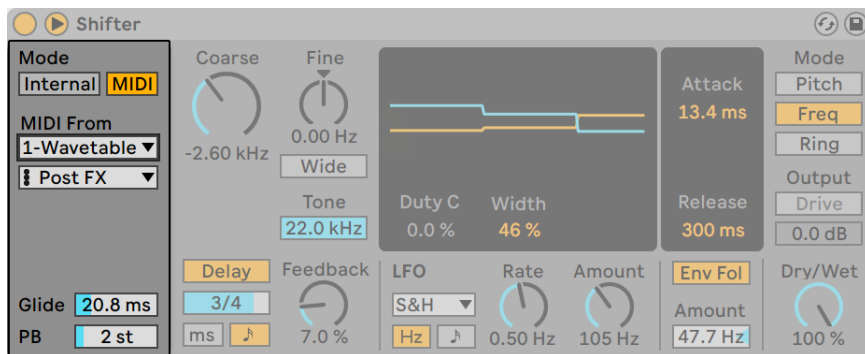 Shifter
Mode
Internal MIDI
MIDI From
1-Wavetable
Post FX
Glide 20.8 ms
PB 2 st
Coarse
-2.60 kHz
Fine
0.00 Hz
Wide
Tone
22.0 kHz
Delay
3/4
ms
Feedback
7.0 %
Duty C
0.0 %
Width
46 %
LFO
S&H
Hz
Rate
0.50 Hz
Amount
105 Hz
Attack
13.4 ms
Release
300 ms
Env Fol
Amount
47.7 Hz
Mode
Pitch
Freq
Ring
Output
Drive
0.0 dB
Dry/Wet
100 %